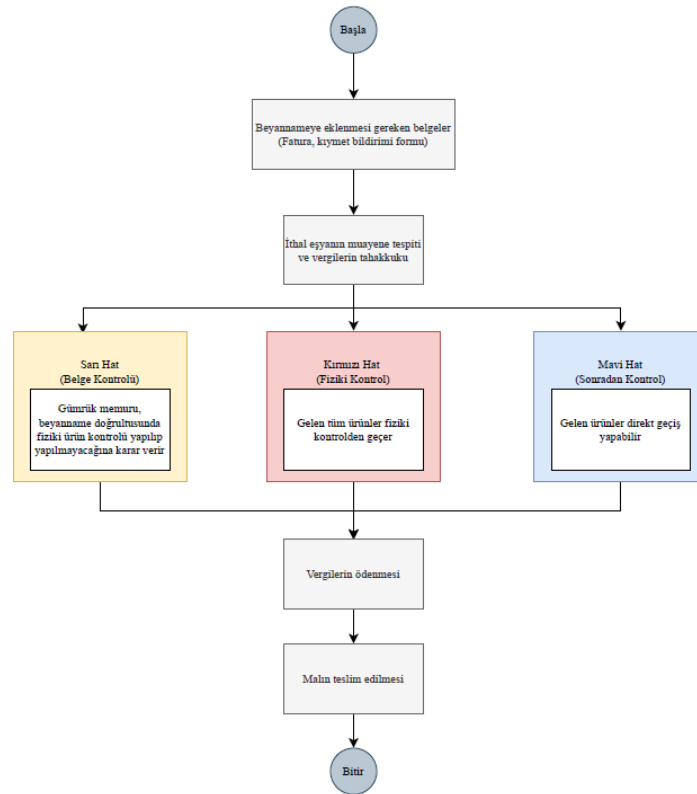 Başla
Beyannameye eklenmesi gereken belgeler
(Fatura, kıymet bildirimi formu)
İthal eşyanın muayene tespiti
ve vergilerin tahakkuku
Sarı Hat
(Belge Kontrolü)
Gümrük memuru,
beyanname doğrultusunda
fiziki ürün kontrolü yapılıp
yapılmayacağına karar verir
Kırmızı Hat
(Fiziki Kontrol)
Gelen tüm ürünler fiziki
kontrolden geçer
Mavi Hat
(Sonradan Kontrol)
Gelen ürünler direkt geçiş
yapabilir
Vergilerin ödenmesi
Malın teslim edilmesi
Bitir